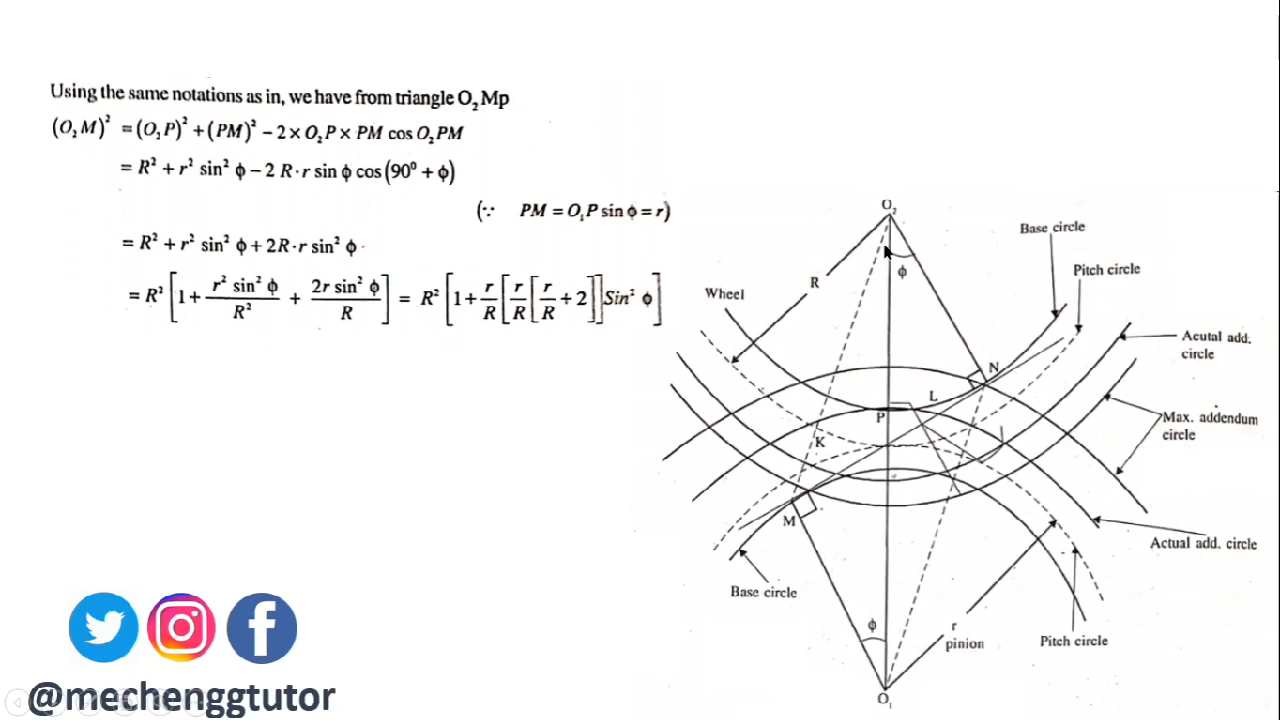 Using the same notations as in, we have from triangle O₂Mp
(O₂M)² = (O₂P)² + (PM)² − 2 × O₂P × PM cos O₂PM
= R² + r² sin² ϕ − 2 R·r sin ϕ cos (90⁰ + ϕ)
(∵ PM = O₁P sin ϕ = r)
= R² + r² sin² ϕ + 2R·r sin² ϕ
= R² [1 + r² sin² ϕ / R² + 2r sin² ϕ / R] = R² [1 + r/R [r/R [r/R + 2]] Sin² ϕ]
O₂
Base circle
ϕ
Pitch circle
R
Wheel
Acutal add.
circle
N
L
P
Max. addendum
circle
K
M
Actual add. circle
Base circle
ϕ
r
pinion
Pitch circle
O₁
@mechenggtutor